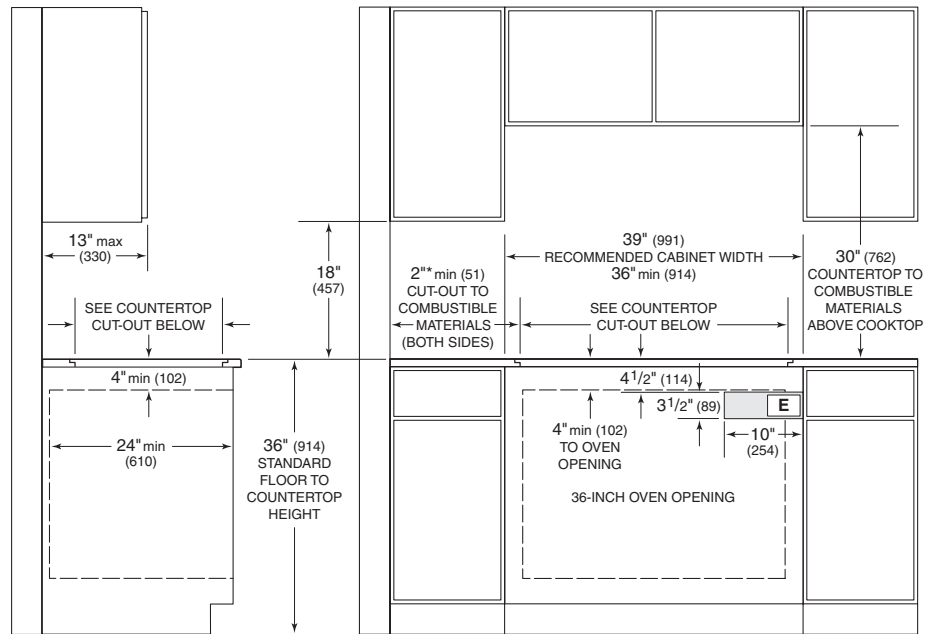 13" max
(330)
18"
(457)
SEE COUNTERTOP
CUT-OUT BELOW
4" min (102)
24" min
(610)
36" (914)
STANDARD
FLOOR TO
COUNTERTOP
HEIGHT
2"* min (51)
CUT-OUT TO
COMBUSTIBLE
MATERIALS
(BOTH SIDES)
39" (991)
RECOMMENDED CABINET WIDTH
36" min (914)
SEE COUNTERTOP
CUT-OUT BELOW
30" (762)
COUNTERTOP TO
COMBUSTIBLE
MATERIALS
ABOVE COOKTOP
4 1/2" (114)
3 1/2" (89)
E
4" min (102)
TO OVEN
OPENING
10"
(254)
36-INCH OVEN OPENING